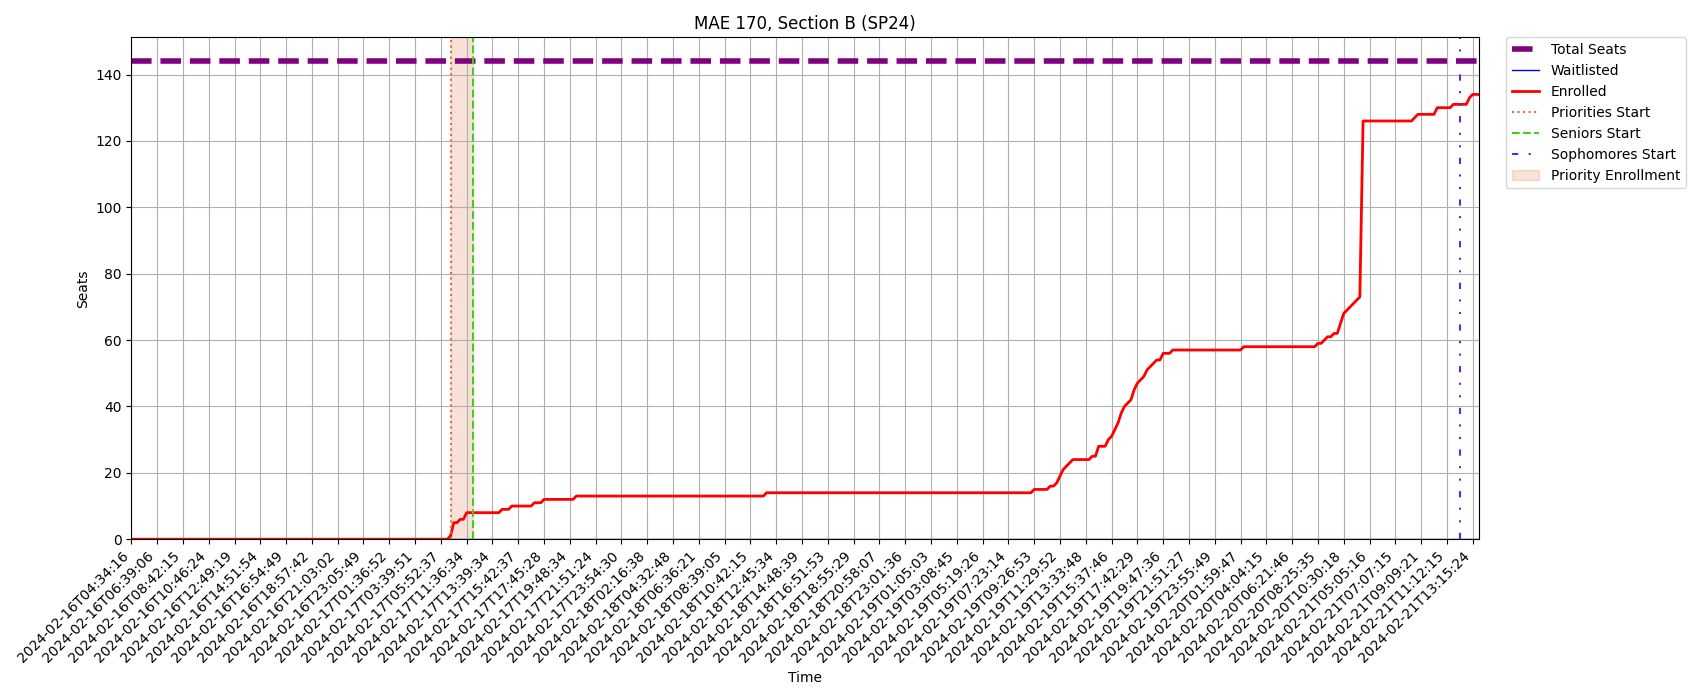 MAE 170, Section B (SP24)
Total Seats
Waitlisted
Enrolled
Priorities Start
Seniors Start
Sophomores Start
Priority Enrollment
Seats
140
120
100
80
60
40
20
0
2024-02-16T04:34:16
2024-02-16T06:39:06
2024-02-16T08:42:15
2024-02-16T10:46:24
2024-02-16T12:49:19
2024-02-16T14:51:54
2024-02-16T16:54:49
2024-02-16T18:57:42
2024-02-16T21:03:02
2024-02-16T23:05:49
2024-02-17T01:36:52
2024-02-17T03:39:51
2024-02-17T05:52:37
2024-02-17T11:36:34
2024-02-17T13:39:34
2024-02-17T15:42:37
2024-02-17T17:45:28
2024-02-17T19:48:34
2024-02-17T21:51:24
2024-02-17T23:54:30
2024-02-18T02:16:38
2024-02-18T04:32:48
2024-02-18T06:36:21
2024-02-18T08:39:05
2024-02-18T10:42:15
2024-02-18T12:45:34
2024-02-18T14:48:39
2024-02-18T16:51:53
2024-02-18T18:55:29
2024-02-18T20:58:07
2024-02-18T23:01:36
2024-02-19T01:05:03
2024-02-19T03:08:45
2024-02-19T05:19:26
2024-02-19T07:23:14
2024-02-19T09:26:53
2024-02-19T11:29:52
2024-02-19T13:33:48
2024-02-19T15:37:46
2024-02-19T17:42:29
2024-02-19T19:47:36
2024-02-19T21:51:27
2024-02-19T23:55:49
2024-02-20T01:59:47
2024-02-20T04:04:15
2024-02-20T06:21:46
2024-02-20T08:25:35
2024-02-20T10:30:18
2024-02-21T05:05:16
2024-02-21T07:07:15
2024-02-21T09:09:21
2024-02-21T11:12:15
2024-02-21T13:15:24
Time